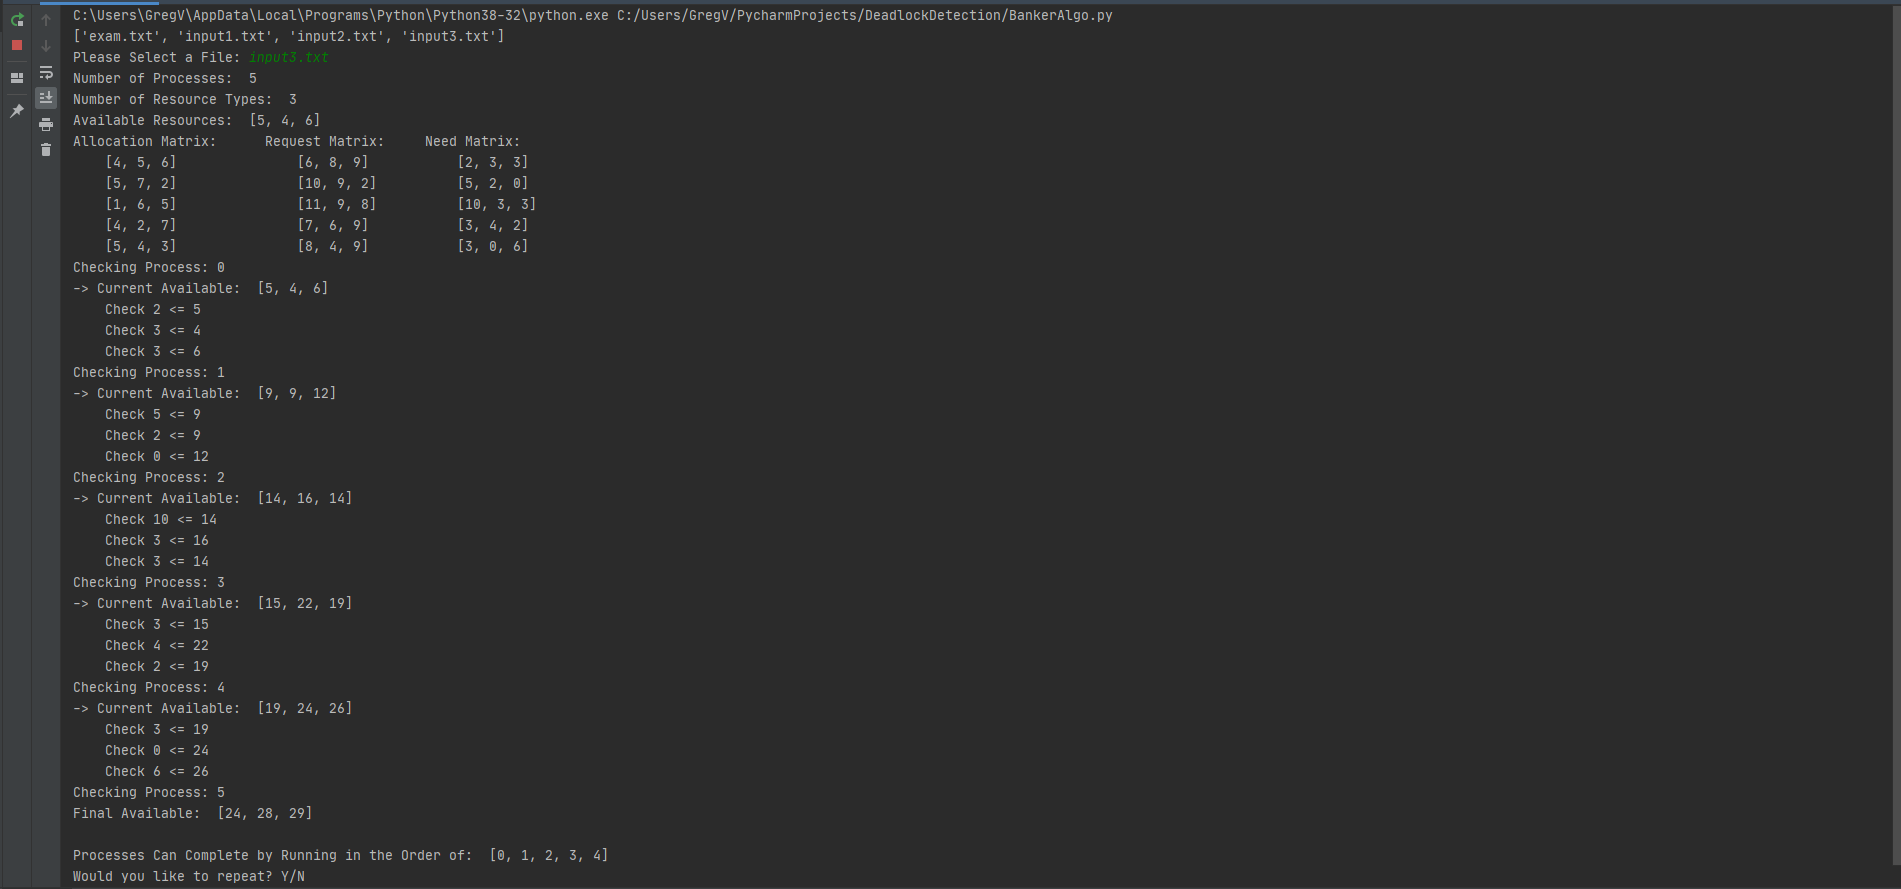 C:\Users\GregV\AppData\Local\Programs\Python\Python38-32\python.exe C:/Users/GregV/PycharmProjects/DeadlockDetection/BankerAlgo.py
['exam.txt', 'input1.txt', 'input2.txt', 'input3.txt']
Please Select a File: input3.txt
Number of Processes:  5
Number of Resource Types:  3
Available Resources:  [5, 4, 6]
Allocation Matrix:      Request Matrix:     Need Matrix:
    [4, 5, 6]               [6, 8, 9]           [2, 3, 3]
    [5, 7, 2]               [10, 9, 2]          [5, 2, 0]
    [1, 6, 5]               [11, 9, 8]          [10, 3, 3]
    [4, 2, 7]               [7, 6, 9]           [3, 4, 2]
    [5, 4, 3]               [8, 4, 9]           [3, 0, 6]
Checking Process: 0
-> Current Available:  [5, 4, 6]
    Check 2 <= 5
    Check 3 <= 4
    Check 3 <= 6
Checking Process: 1
-> Current Available:  [9, 9, 12]
    Check 5 <= 9
    Check 2 <= 9
    Check 0 <= 12
Checking Process: 2
-> Current Available:  [14, 16, 14]
    Check 10 <= 14
    Check 3 <= 16
    Check 3 <= 14
Checking Process: 3
-> Current Available:  [15, 22, 19]
    Check 3 <= 15
    Check 4 <= 22
    Check 2 <= 19
Checking Process: 4
-> Current Available:  [19, 24, 26]
    Check 3 <= 19
    Check 0 <= 24
    Check 6 <= 26
Checking Process: 5
Final Available:  [24, 28, 29]

Processes Can Complete by Running in the Order of:  [0, 1, 2, 3, 4]
Would you like to repeat? Y/N